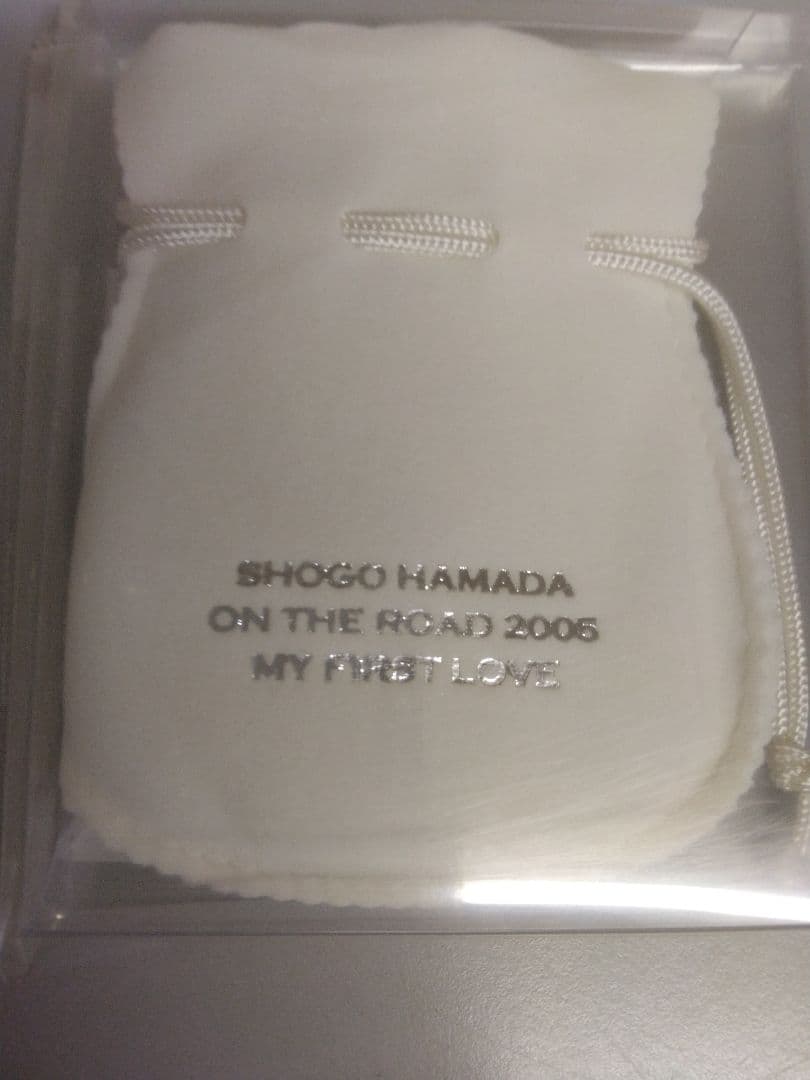 SHOGO HAMADA
ON THE ROAD 2005
MY FIRST LOVE